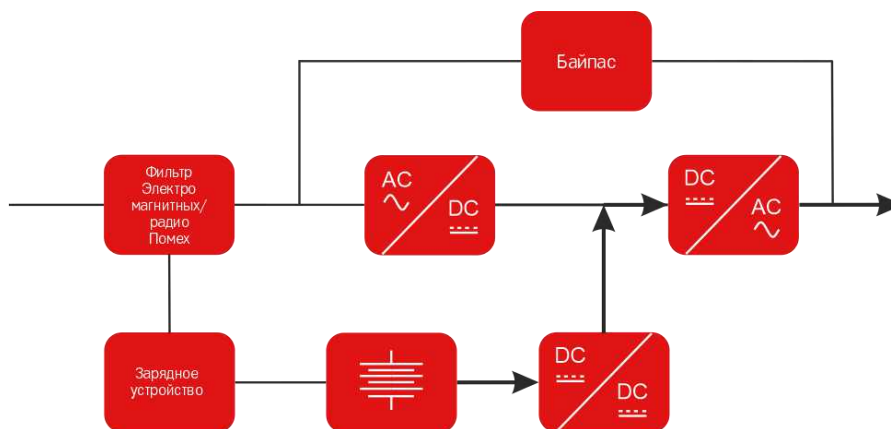 Байпас
Фильтр
Электро
магнитных/
радио
Помех
AC
DC
DC
AC
Зарядное
устройство
DC
DC